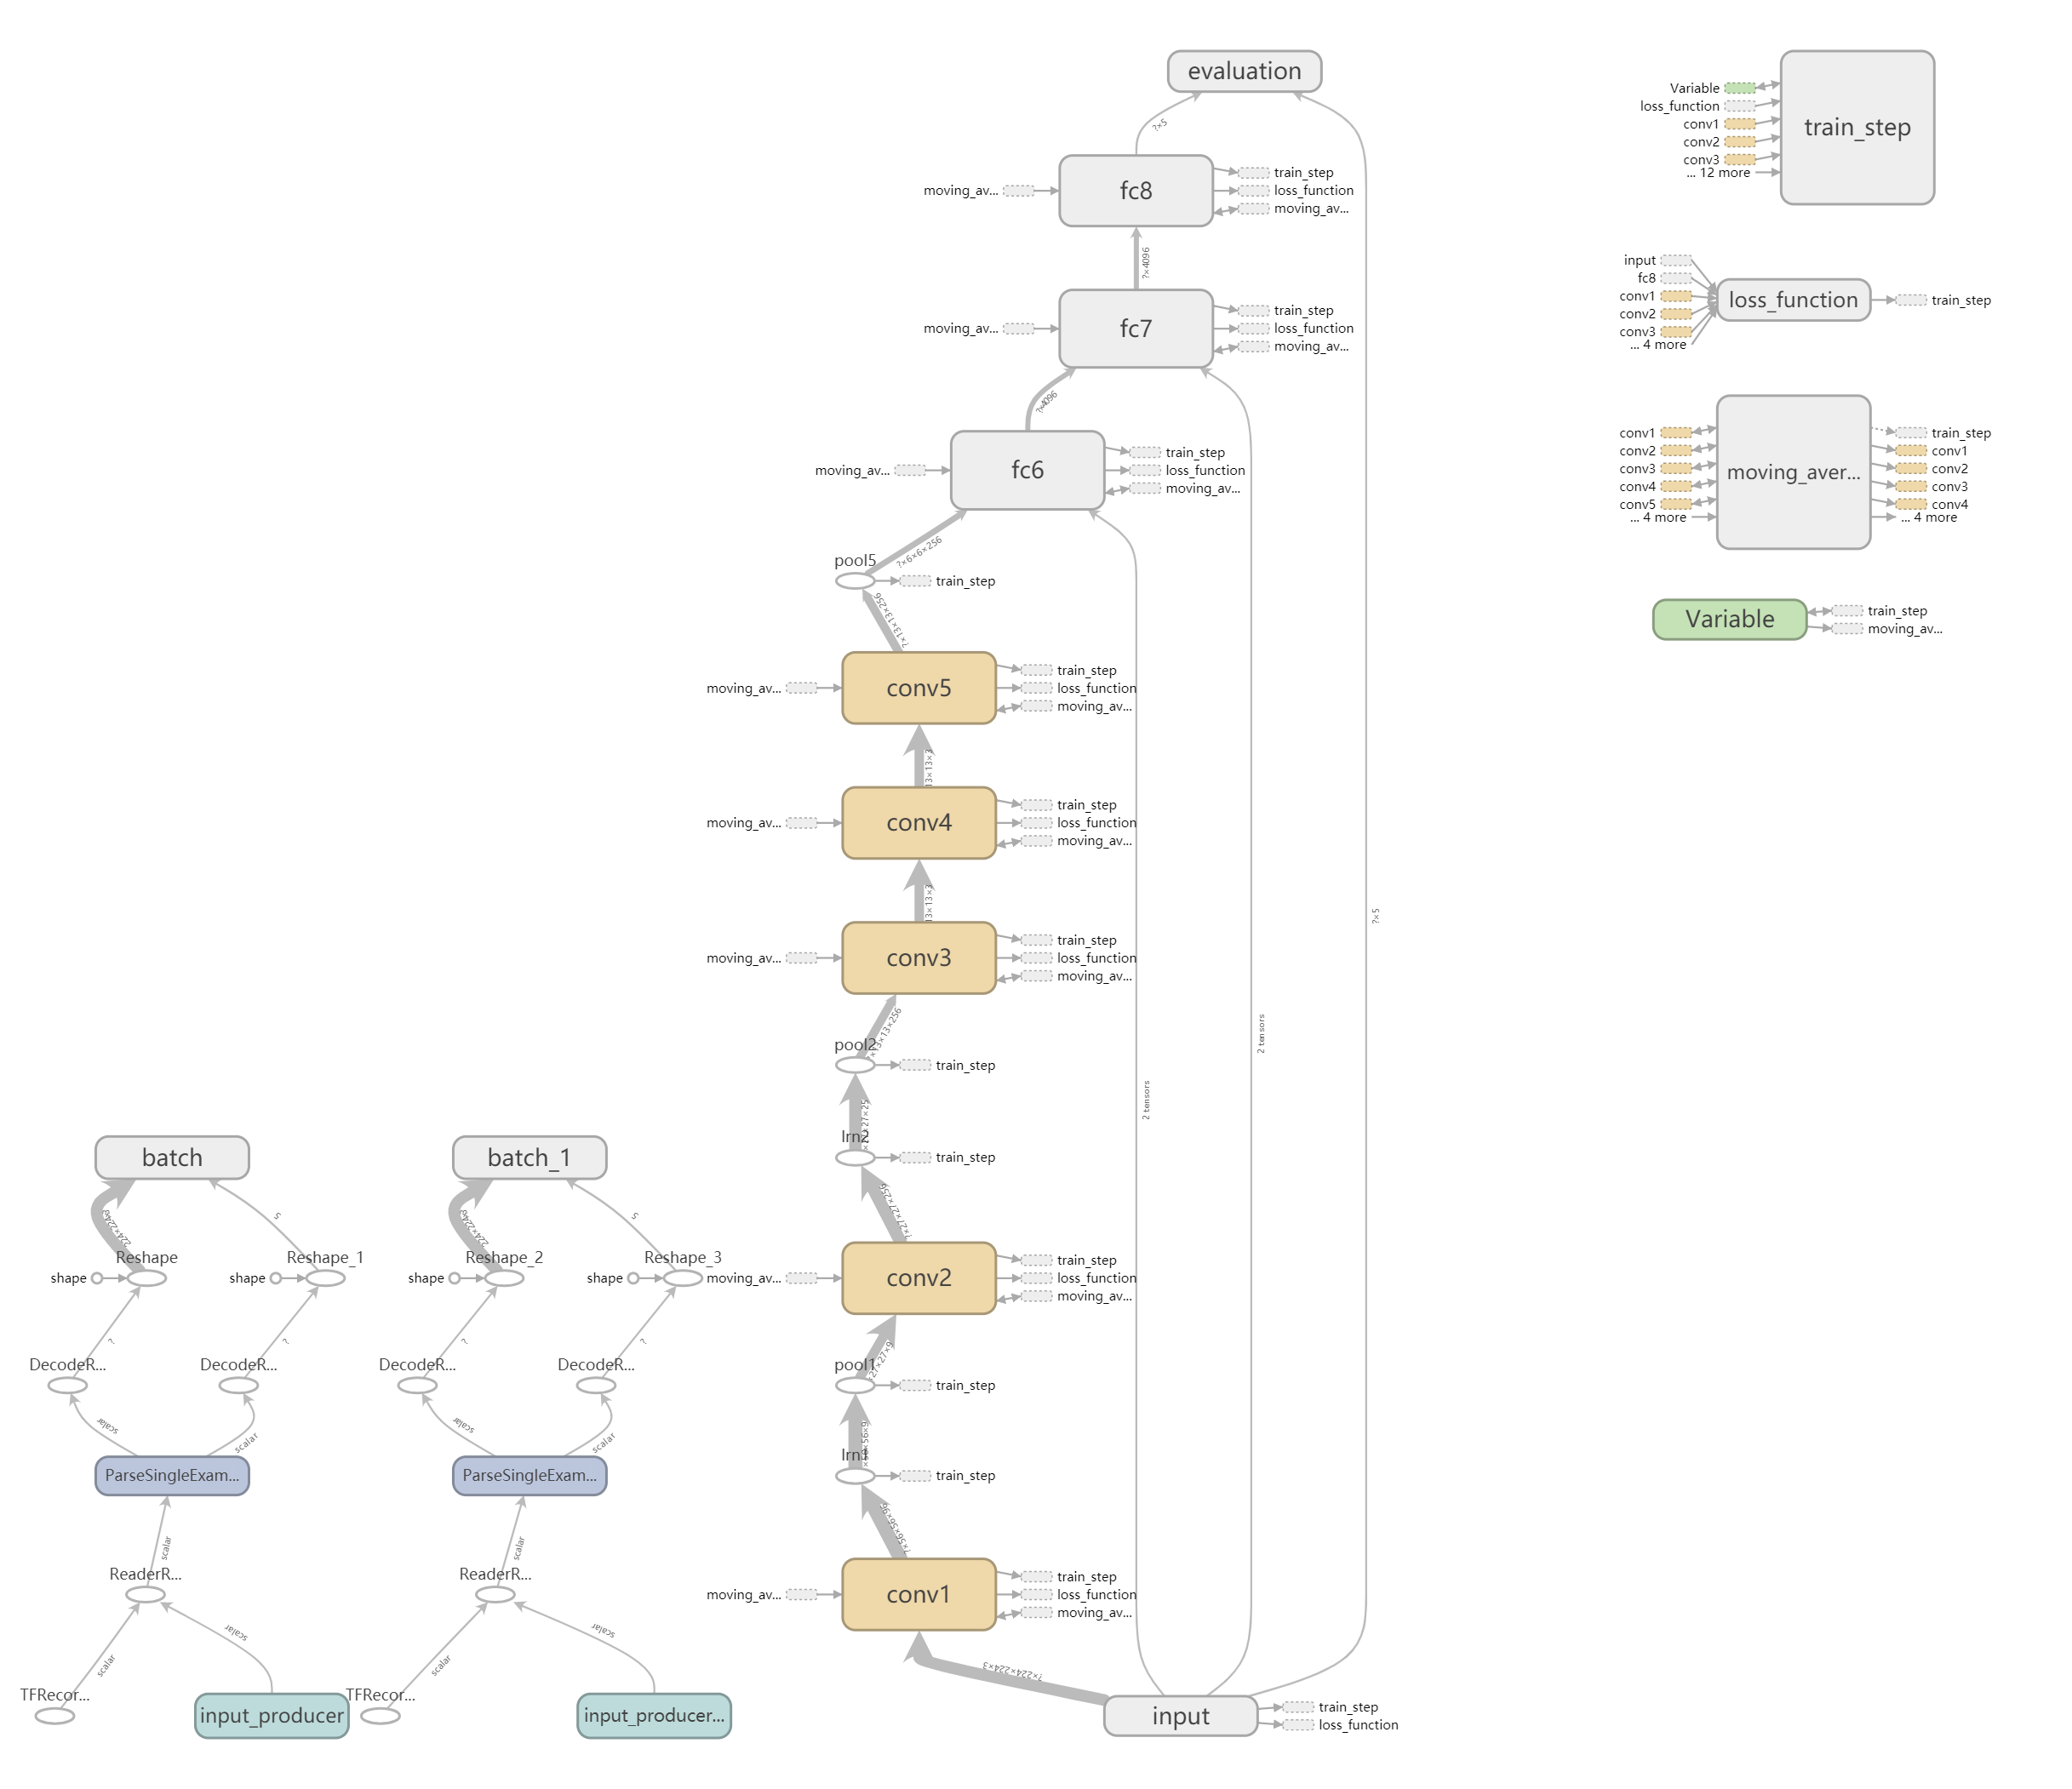 evaluation
?×5
fc8
moving_av...
train_step
loss_function
moving_av...
?×4096
fc7
moving_av...
train_step
loss_function
moving_av...
?×4096
fc6
moving_av...
train_step
loss_function
moving_av...
?×6×6×256
pool5
train_step
?×13×13×256
conv5
moving_av...
train_step
loss_function
moving_av...
13×13×3
conv4
moving_av...
train_step
loss_function
moving_av...
13×13×3
conv3
moving_av...
train_step
loss_function
moving_av...
?×5
2 tensors
2 tensors
?×13×13×256
pool2
train_step
×27×25
lrn2
train_step
?×27×27×256
conv2
moving_av...
train_step
loss_function
moving_av...
×27×27×9
pool1
train_step
×56×9
lrn1
train_step
?×56×56×96
conv1
moving_av...
train_step
loss_function
moving_av...
?×224×224×3
input
train_step
loss_function
batch
224×224×3
5
Reshape
shape
Reshape_1
shape
?
?
DecodeR...
DecodeR...
scalar
scalar
ParseSingleExam...
scalar
ReaderR...
scalar
scalar
TFRecor...
input_producer
batch_1
224×224×3
5
Reshape_2
shape
Reshape_3
shape
?
?
DecodeR...
DecodeR...
scalar
scalar
ParseSingleExam...
scalar
ReaderR...
scalar
scalar
TFRecor...
input_producer...
train_step
Variable
loss_function
conv1
conv2
conv3
... 12 more
loss_function
input
fc8
conv1
conv2
conv3
... 4 more
train_step
moving_aver...
conv1
conv2
conv3
conv4
conv5
... 4 more
train_step
conv1
conv2
conv3
conv4
... 4 more
Variable
train_step
moving_av...